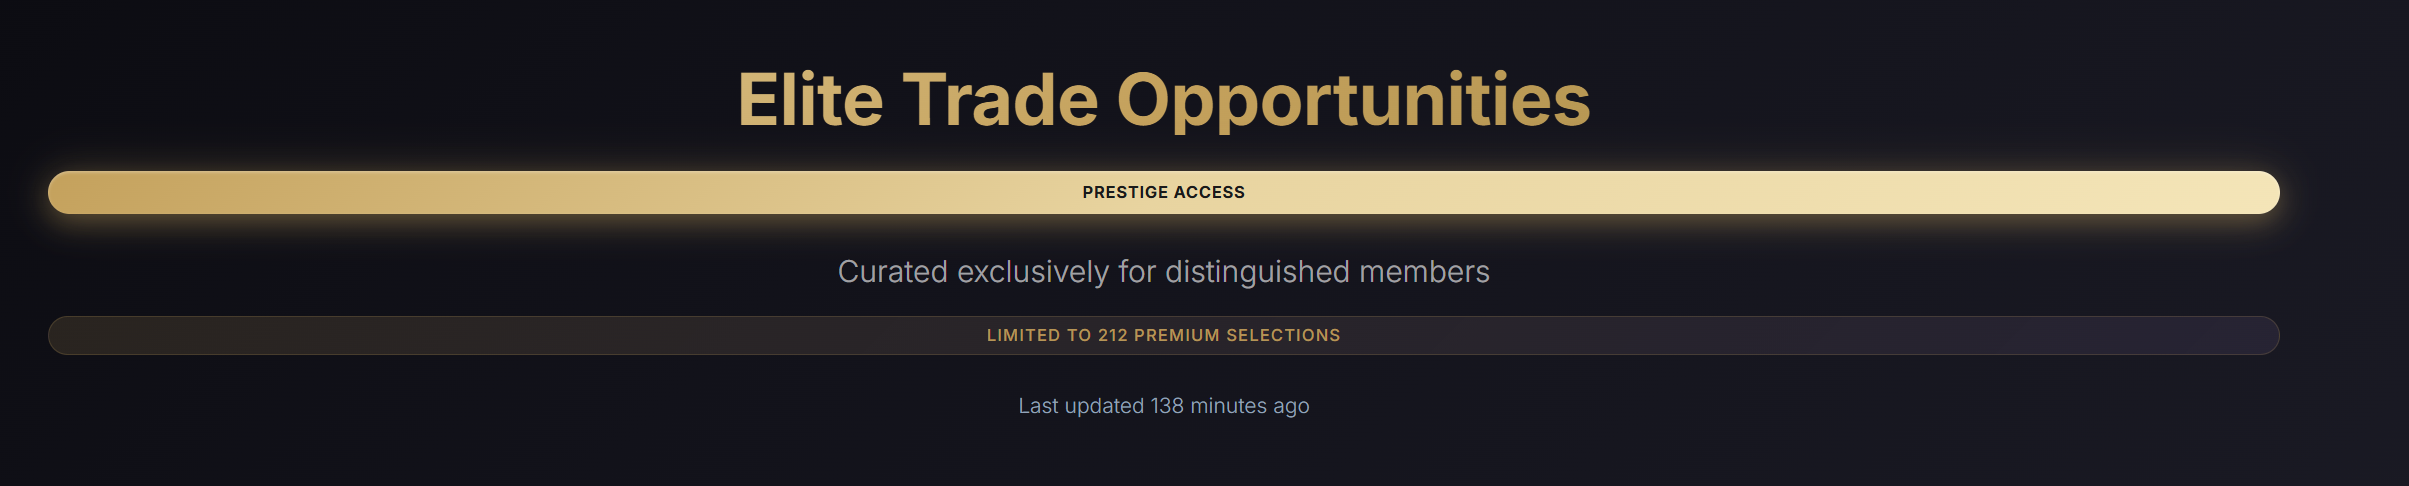 Elite Trade Opportunities
PRESTIGE ACCESS
Curated exclusively for distinguished members
LIMITED TO 212 PREMIUM SELECTIONS
Last updated 138 minutes ago